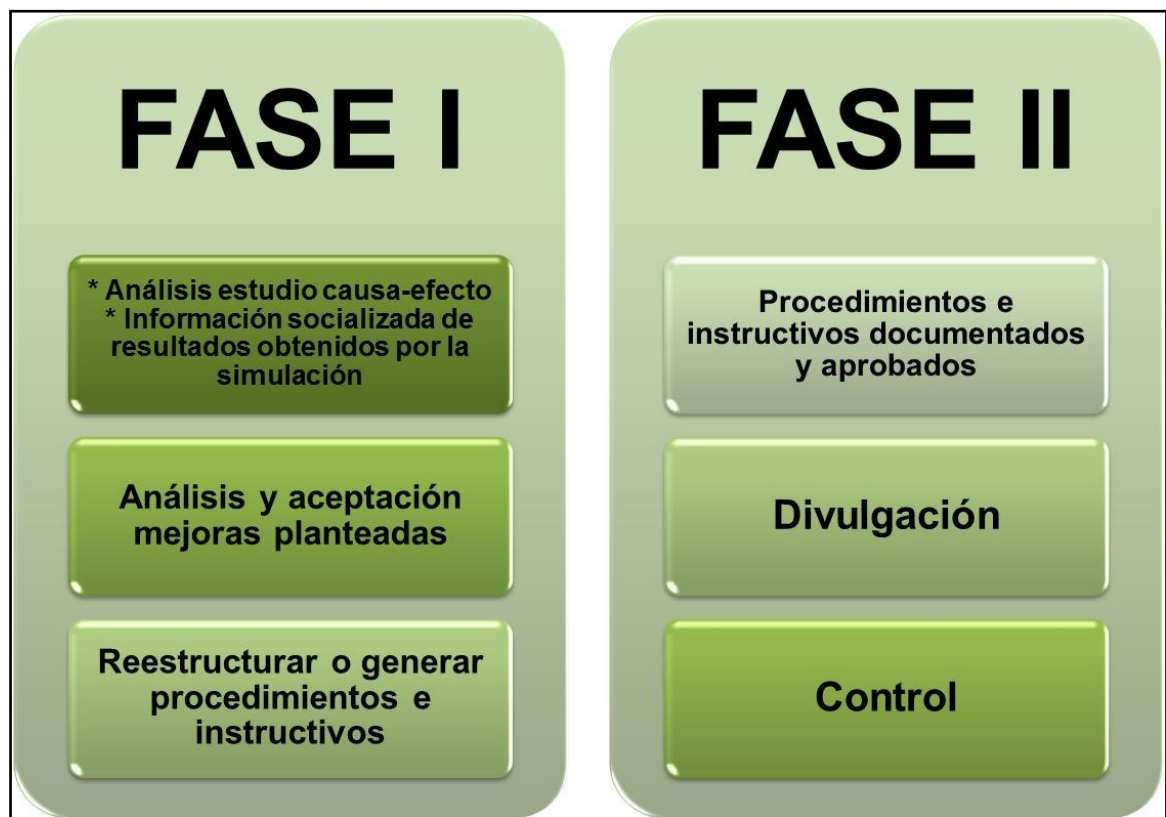 FASE I
* Análisis estudio causa-efecto
* Información socializada de
resultados obtenidos por la
simulación
Análisis y aceptación
mejoras planteadas
Reestructurar o generar
procedimientos e
instructivos
FASE II
Procedimientos e
instructivos documentados
y aprobados
Divulgación
Control